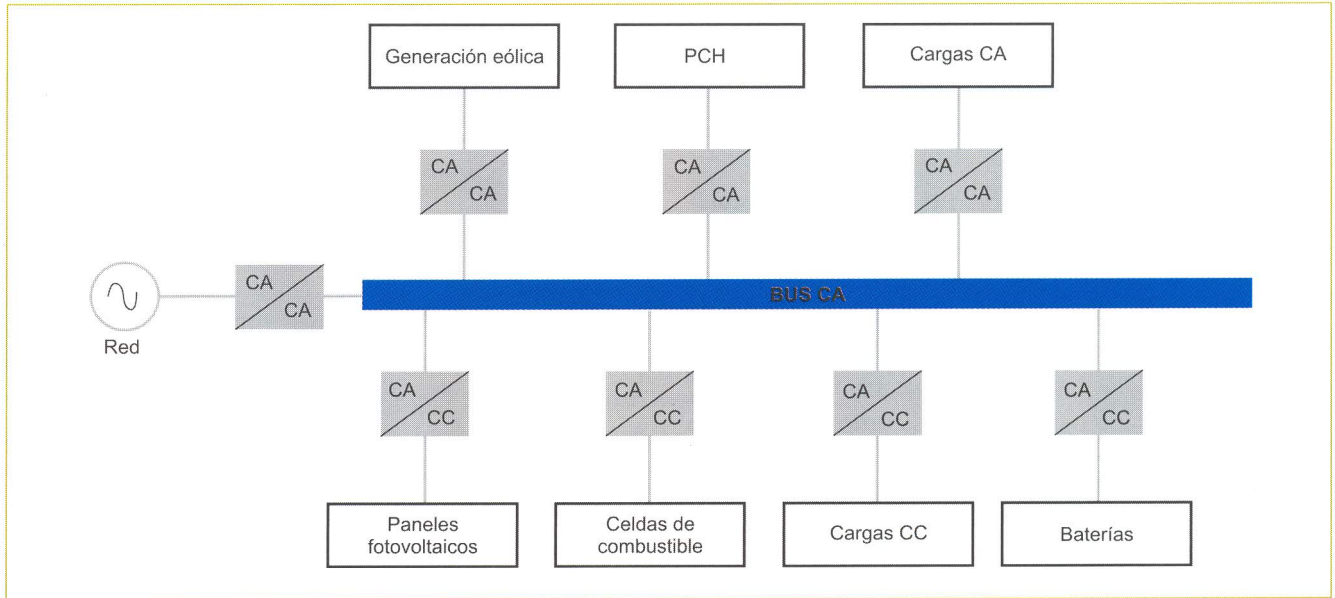 Generación eólica
PCH
Cargas CA
CA
CA
CA
CA
CA
CA
CA
CA
Red
BUS CA
CA
CC
CA
CC
CA
CC
CA
CC
Paneles
fotovoltaicos
Celdas de
combustible
Cargas CC
Baterías